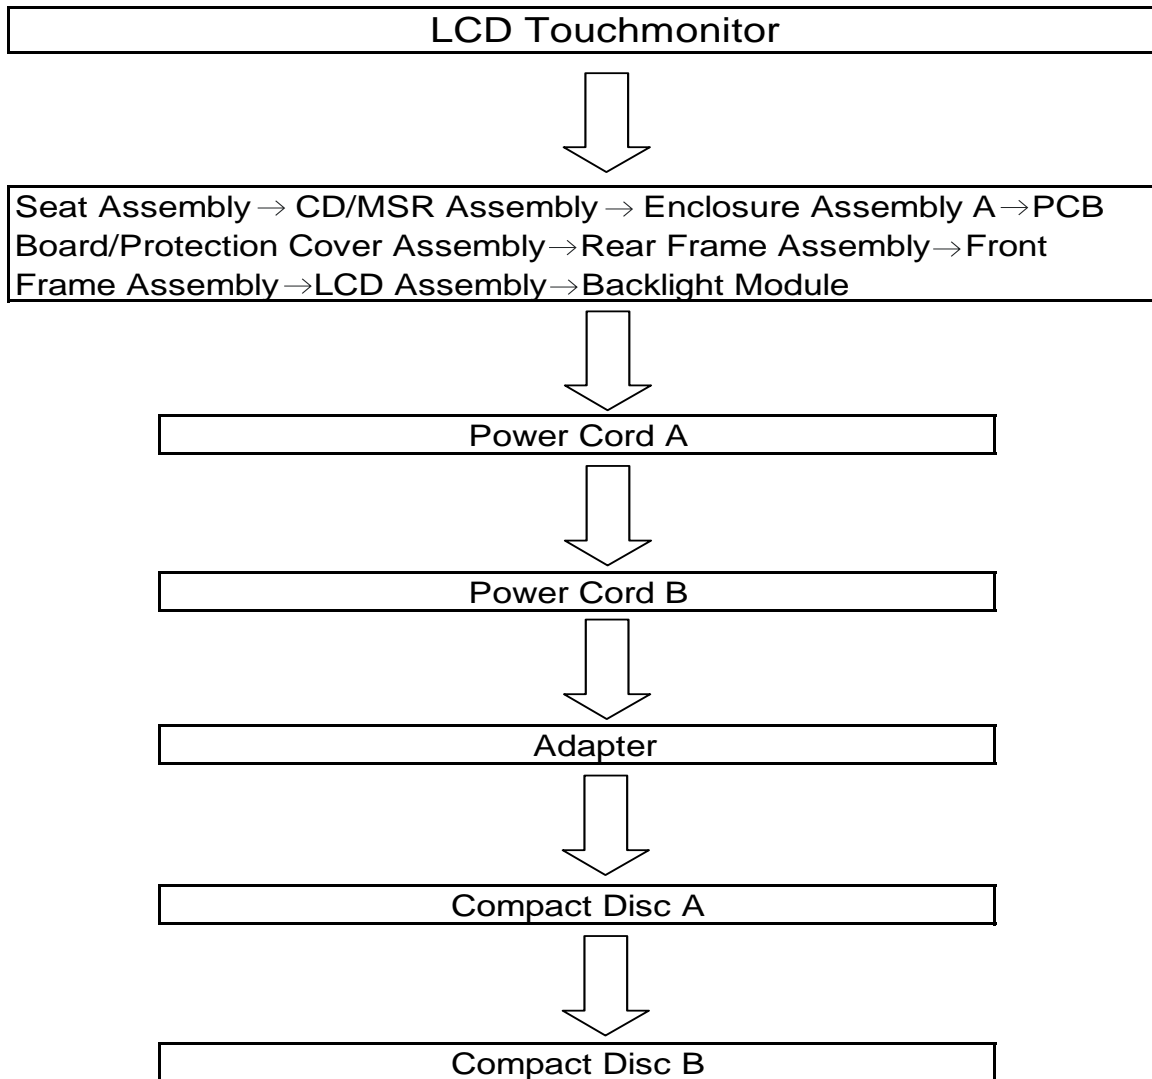 LCD Touchmonitor
Seat Assembly→ CD/MSR Assembly→ Enclosure Assembly A→PCB
Board/Protection Cover Assembly→Rear Frame Assembly→Front
Frame Assembly→LCD Assembly→Backlight Module
Power Cord A
Power Cord B
Adapter
Compact Disc A
Compact Disc B